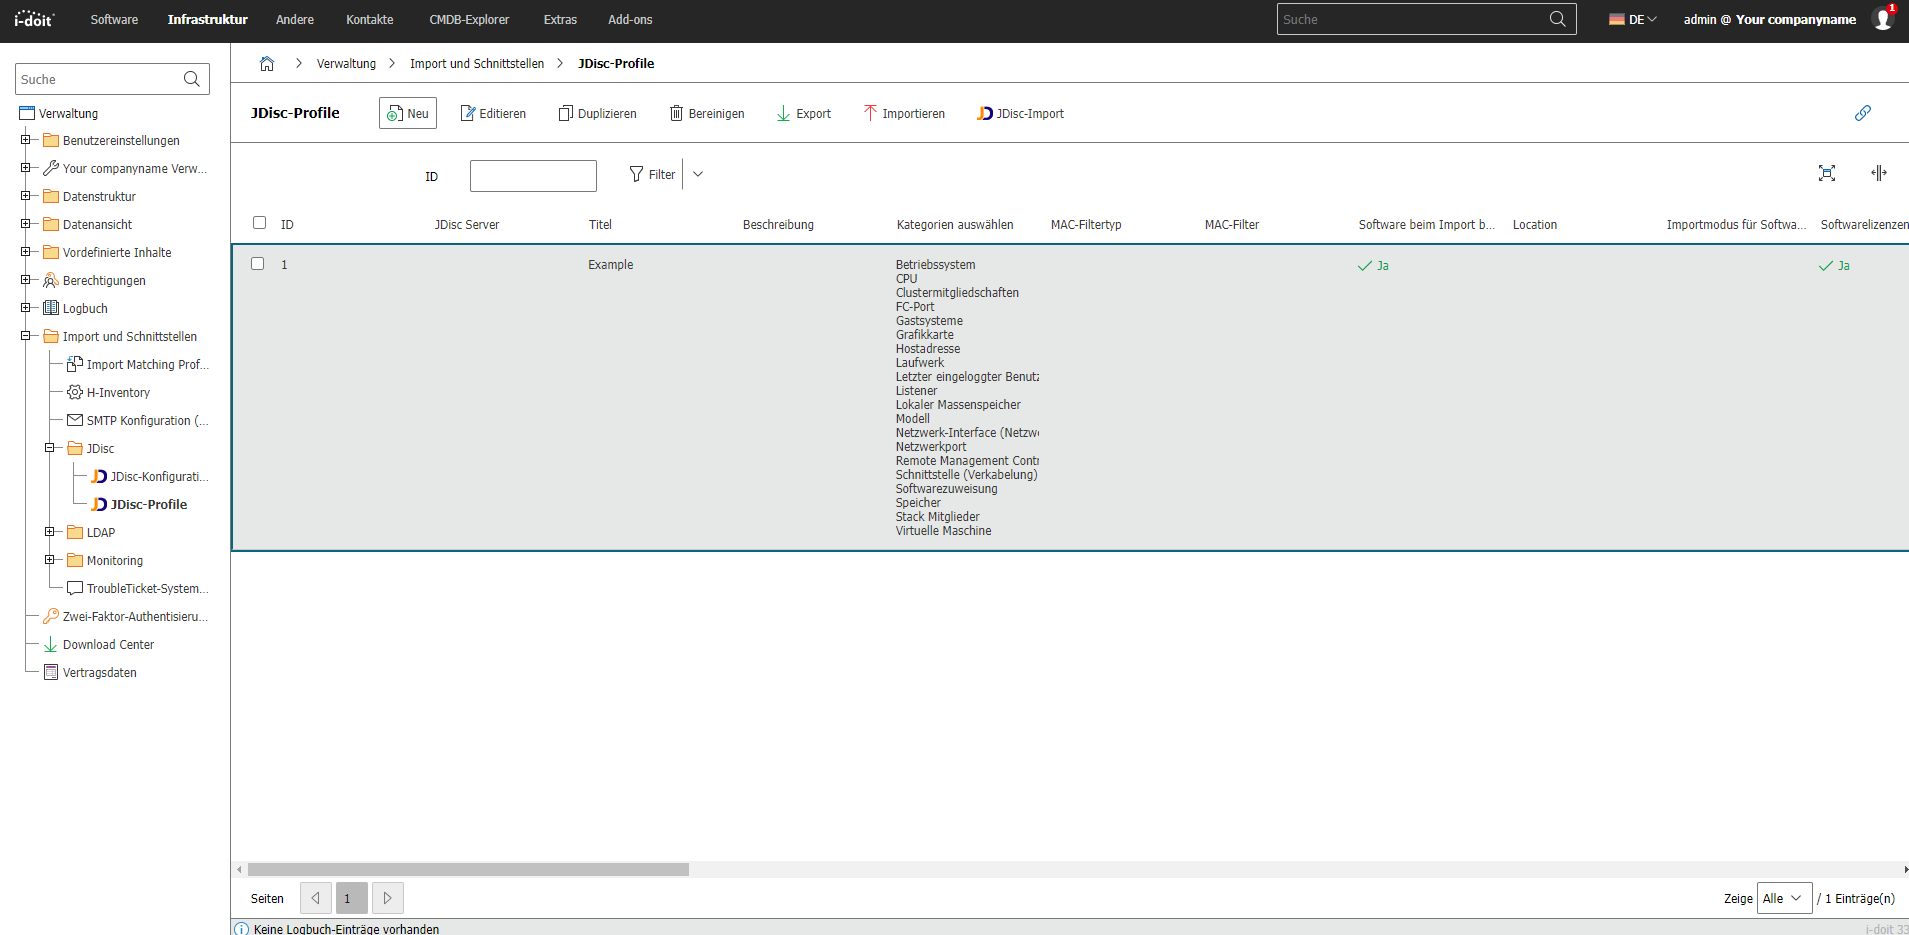 i-doit Software Infrastruktur Andere Kontakte CMDB-Explorer Extras Add-ons Suche DE admin @ Your companyname 1
Suche
Verwaltung
Benutzereinstellungen
Your companyname Verw...
Datenstruktur
Datenansicht
Vordefinierte Inhalte
Berechtigungen
Logbuch
Import und Schnittstellen
Import Matching Prof...
H-Inventory
SMTP Konfiguration (...
JDisc
JDisc-Konfigurati...
JDisc-Profile
LDAP
Monitoring
TroubleTicket-System...
Zwei-Faktor-Authentisieru...
Download Center
Vertragsdaten
Verwaltung Import und Schnittstellen JDisc-Profile
JDisc-Profile Neu Editieren Duplizieren Bereinigen Export Importieren JDisc-Import
ID Filter
ID JDisc Server Titel Beschreibung Kategorien auswählen MAC-Filtertyp MAC-Filter Software beim Import b... Location Importmodus für Softwa... Softwarelizenzen
1 Example Betriebssystem Ja Ja
CPU
Clustermitgliedschaften
FC-Port
Gastsysteme
Grafikkarte
Hostadresse
Laufwerk
Letzter eingeloggter Benutz
Listener
Lokaler Massenspeicher
Modell
Netzwerk-Interface (Netzw
Netzwerkport
Remote Management Contr
Schnittstelle (Verkabelung)
Softwarezuweisung
Speicher
Stack Mitglieder
Virtuelle Maschine
Seiten 1 Zeige Alle / 1 Einträge(n)
Keine Logbuch-Einträge vorhanden i-doit 33